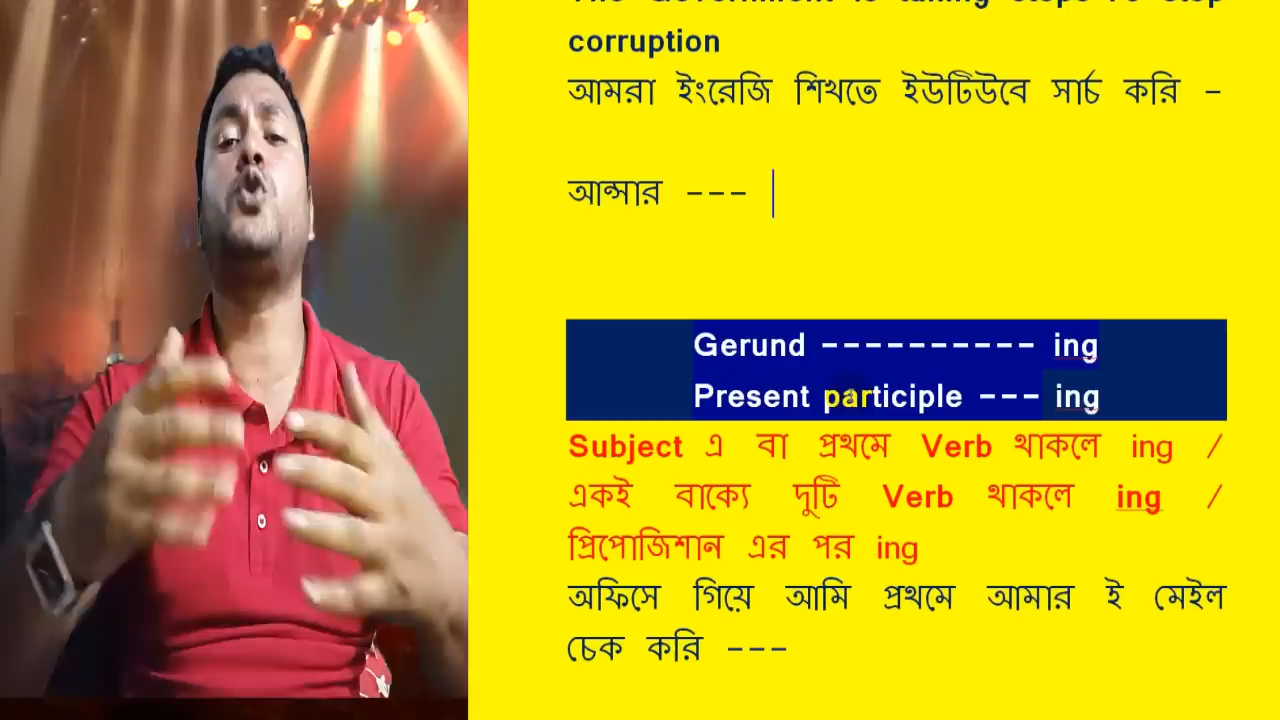 corruption
আমরা ইংরেজি শিখতে ইউটিউবে সার্চ করি -
আন্সার ---
Gerund ---------- ing
Present participle --- ing
Subject এ বা প্রথমে Verb থাকলে ing /
একই বাক্যে দুটি Verb থাকলে ing /
প্রিপোজিশান এর পর ing
অফিসে গিয়ে আমি প্রথমে আমার ই মেইল
চেক করি ---